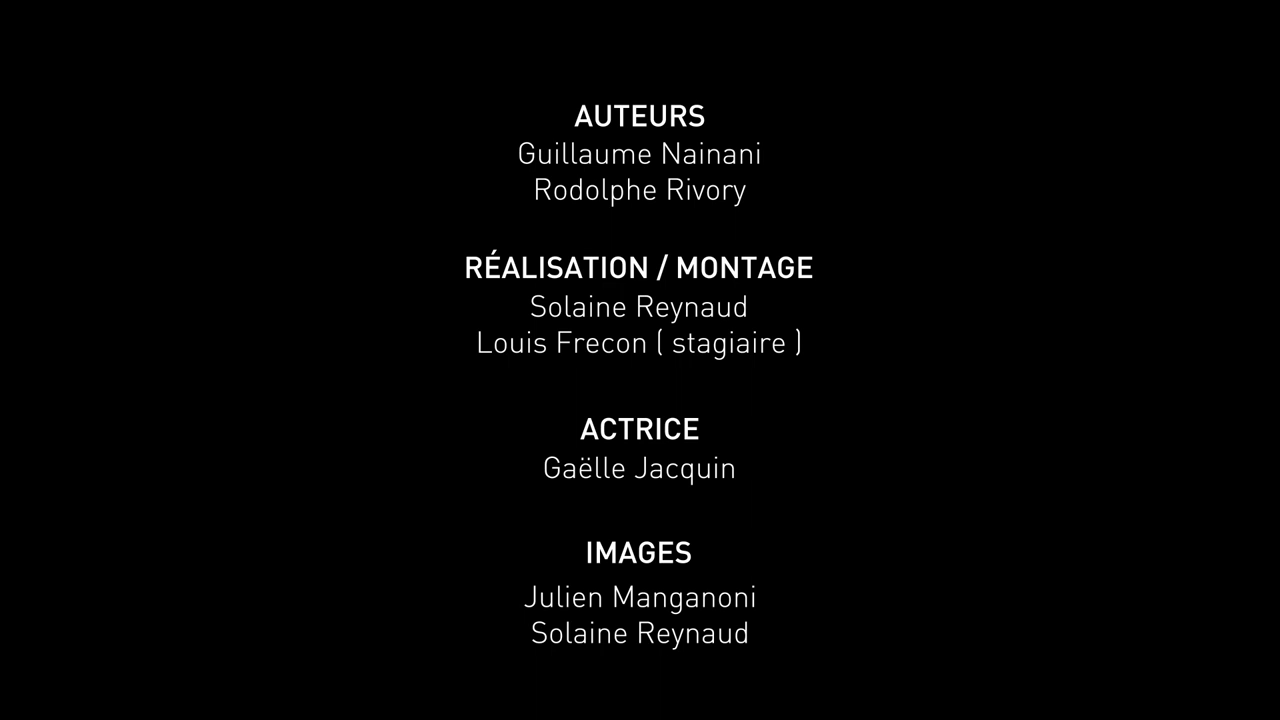 AUTEURS
Guillaume Nainani
Rodolphe Rivory
RÉALISATION / MONTAGE
Solaine Reynaud
Louis Frecon ( stagiaire )
ACTRICE
Gaëlle Jacquin
IMAGES
Julien Manganoni
Solaine Reynaud